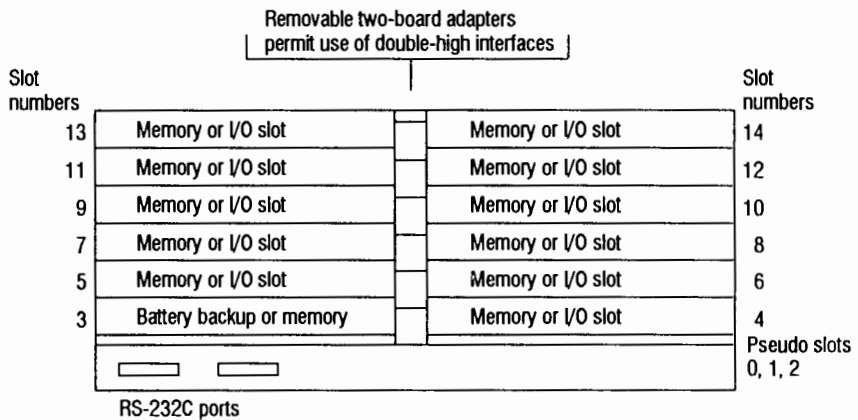 Removable two-board adapters
permit use of double-high interfaces
Slot
numbers
Slot
numbers
13 Memory or I/O slot Memory or I/O slot 14
11 Memory or I/O slot Memory or I/O slot 12
9 Memory or I/O slot Memory or I/O slot 10
7 Memory or I/O slot Memory or I/O slot 8
5 Memory or I/O slot Memory or I/O slot 6
3 Battery backup or memory Memory or I/O slot 4
Pseudo slots
0, 1, 2
RS-232C ports